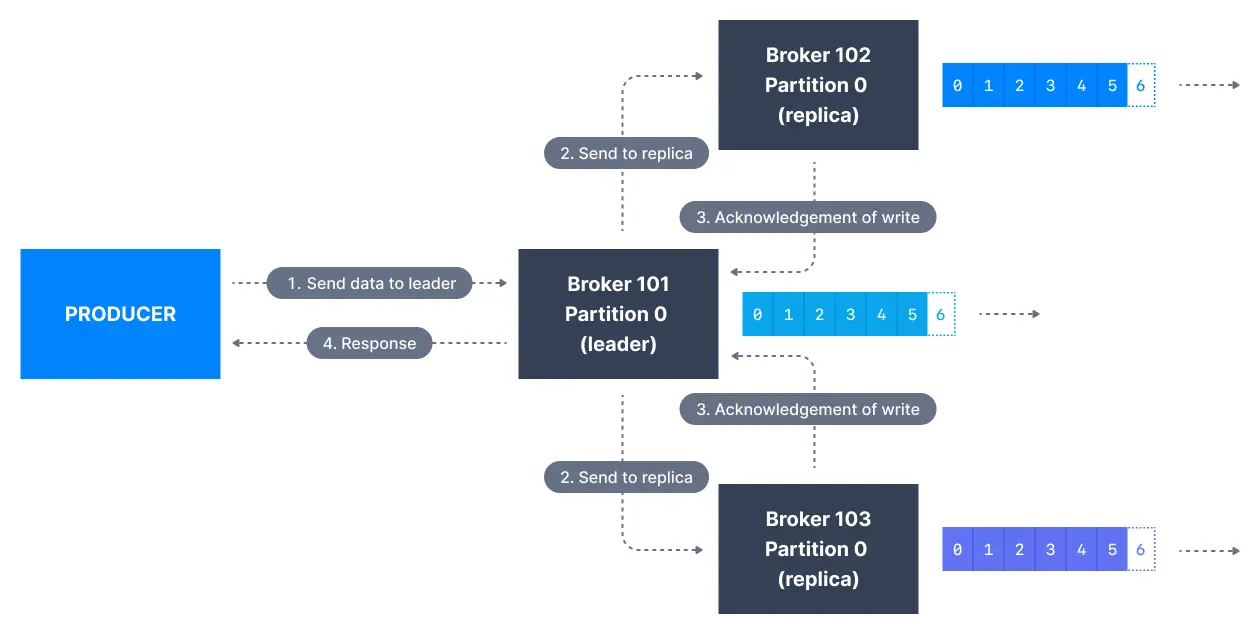 Broker 102
Partition 0
(replica)
0 1 2 3 4 5 6
2. Send to replica
3. Acknowledgement of write
PRODUCER
1. Send data to leader
4. Response
Broker 101
Partition 0
(leader)
0 1 2 3 4 5 6
3. Acknowledgement of write
2. Send to replica
Broker 103
Partition 0
(replica)
0 1 2 3 4 5 6